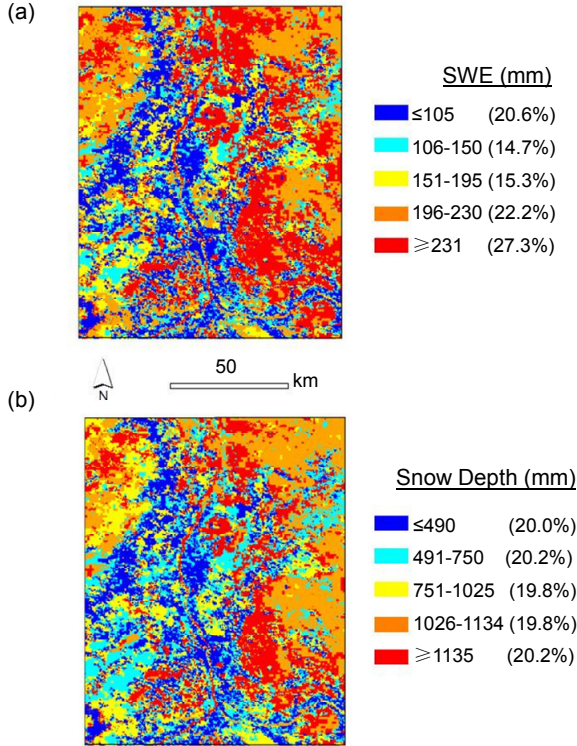 (a)
SWE (mm)
≤105 (20.6%)
106-150 (14.7%)
151-195 (15.3%)
196-230 (22.2%)
≥231 (27.3%)
50
km
N
(b)
Snow Depth (mm)
≤490 (20.0%)
491-750 (20.2%)
751-1025 (19.8%)
1026-1134 (19.8%)
≥1135 (20.2%)